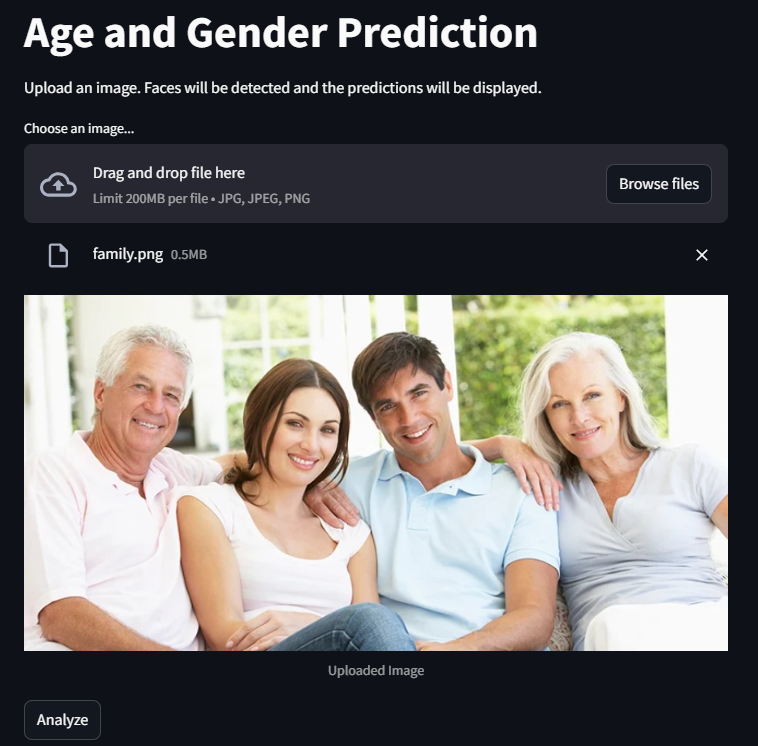 Age and Gender Prediction
Upload an image. Faces will be detected and the predictions will be displayed.
Choose an image...
Drag and drop file here
Limit 200MB per file • JPG, JPEG, PNG
Browse files
family.png 0.5MB
Uploaded Image
Analyze